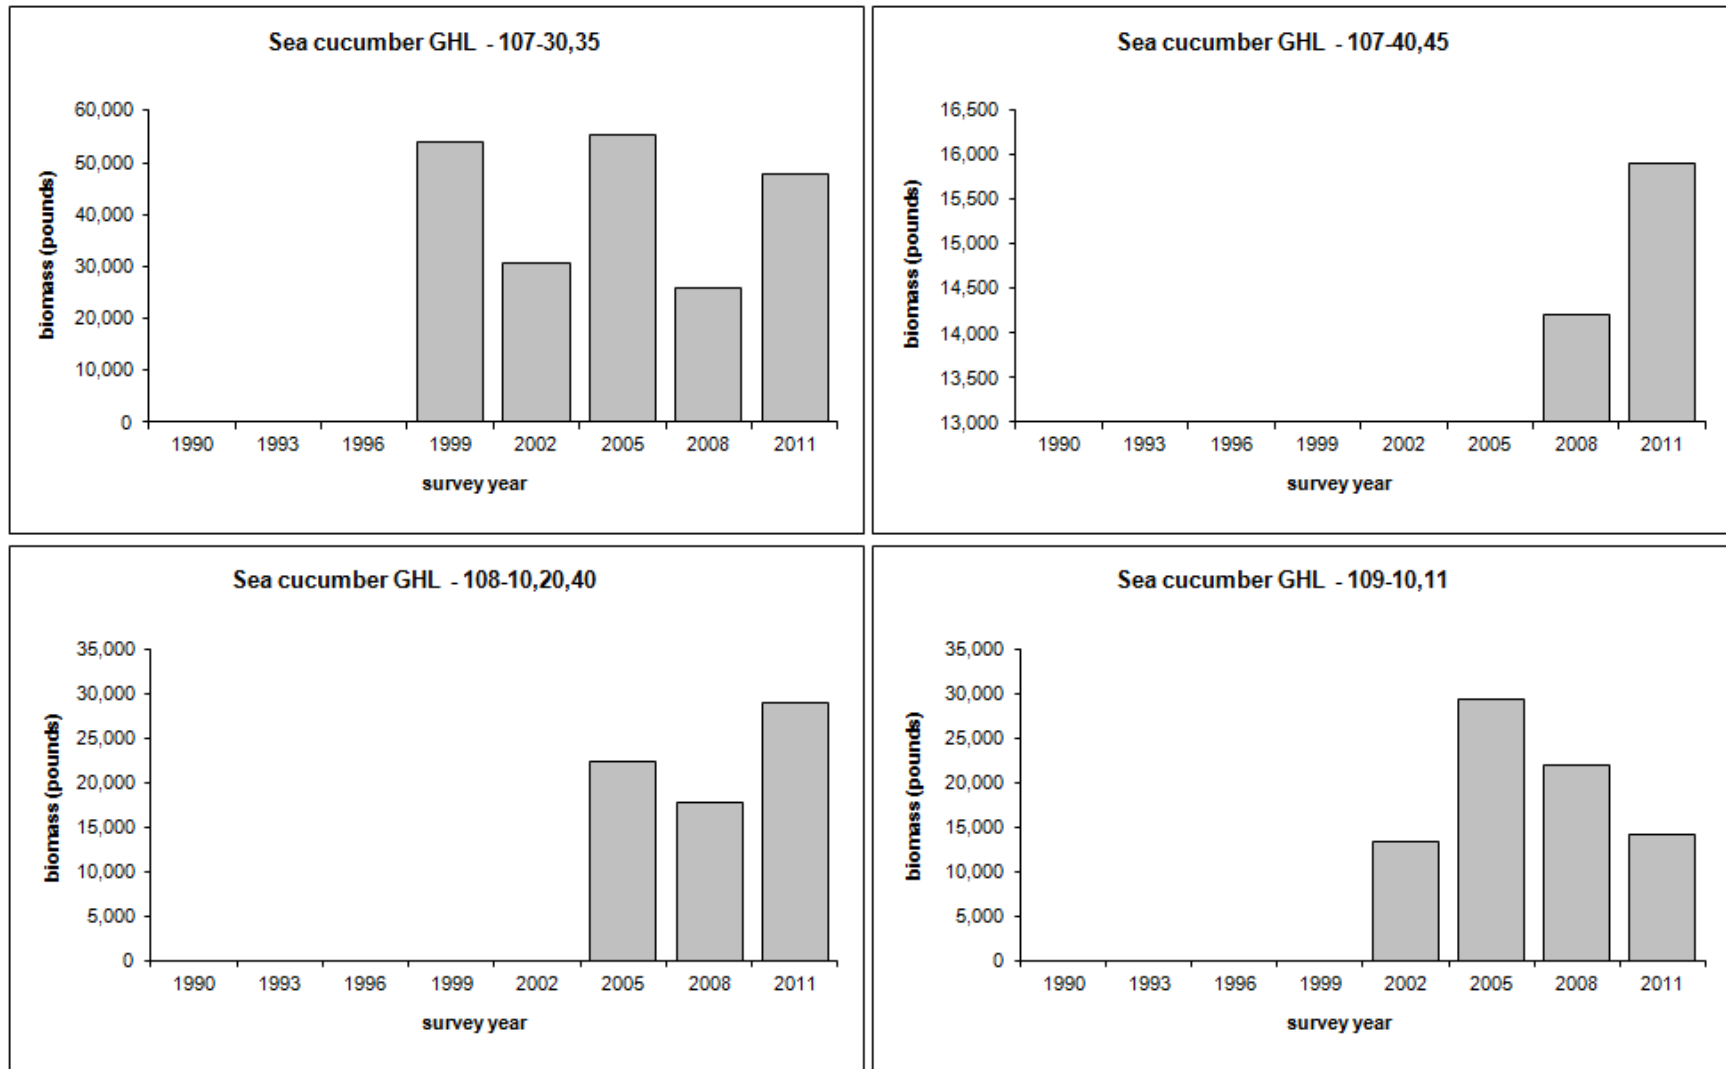 Sea cucumber GHL - 107-30,35
60,000
50,000
40,000
30,000
20,000
10,000
0
biomass (pounds)
1990 1993 1996 1999 2002 2005 2008 2011
survey year
Sea cucumber GHL - 107-40,45
16,500
16,000
15,500
15,000
14,500
14,000
13,500
13,000
biomass (pounds)
1990 1993 1996 1999 2002 2005 2008 2011
survey year
Sea cucumber GHL - 108-10,20,40
35,000
30,000
25,000
20,000
15,000
10,000
5,000
0
biomass (pounds)
1990 1993 1996 1999 2002 2005 2008 2011
survey year
Sea cucumber GHL - 109-10,11
35,000
30,000
25,000
20,000
15,000
10,000
5,000
0
biomass (pounds)
1990 1993 1996 1999 2002 2005 2008 2011
survey year